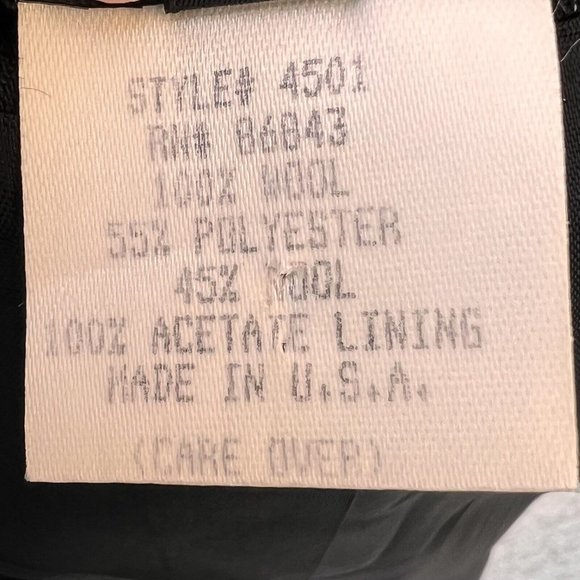 STYLE# 4501
RN# 86843
100% WOOL
55% POLYESTER
45% WOOL
100% ACETATE LINING
MADE IN U.S.A.
(CARE OVER)